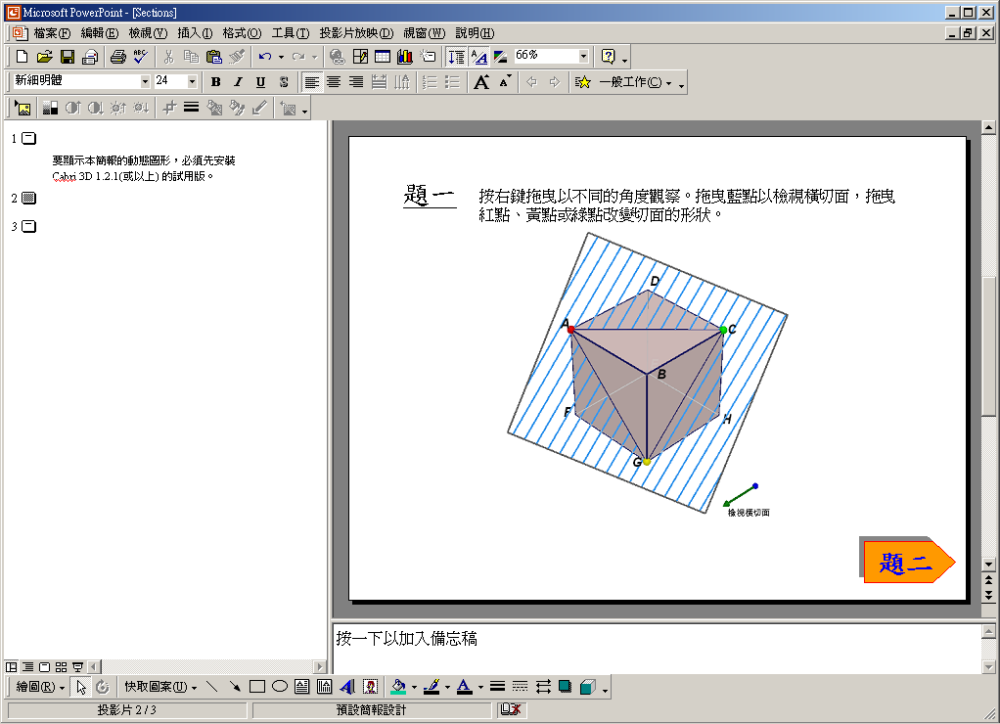 Microsoft PowerPoint - [Sections]
檔案(F) 編輯(E) 檢視(V) 插入(I) 格式(O) 工具(T) 投影片放映(D) 視窗(W) 說明(H)
66%
新細明體 24 B I U S 一般工作(C)
1
要顯示本簡報的動態圖形，必須先安裝
Cabri 3D 1.2.1(或以上) 的試用版。
2
3
題一
按右鍵拖曳以不同的角度觀察。拖曳藍點以檢視橫切面，拖曳
紅點、黃點或綠點改變切面的形狀。
D
A
C
B
F
H
G
檢視橫切面
題二
按一下以加入備忘稿
繪圖(R) 快取圖案(U)
投影片 2 / 3 預設簡報設計